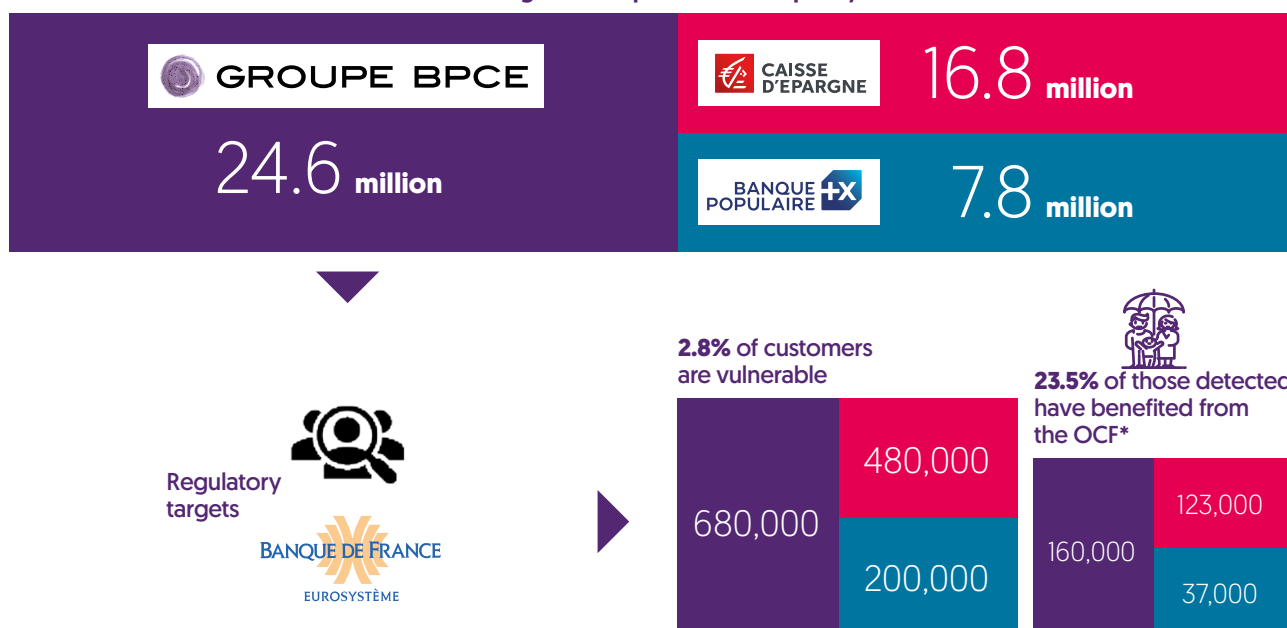 GROUPE BPCE
24.6 million
CAISSE
D'EPARGNE
16.8 million
BANQUE
POPULAIRE
7.8 million
Regulatory
targets
BANQUE DE FRANCE
EUROSYSTÈME
2.8% of customers
are vulnerable
680,000
480,000
200,000
23.5% of those detected
have benefited from
the OCF*
160,000
123,000
37,000